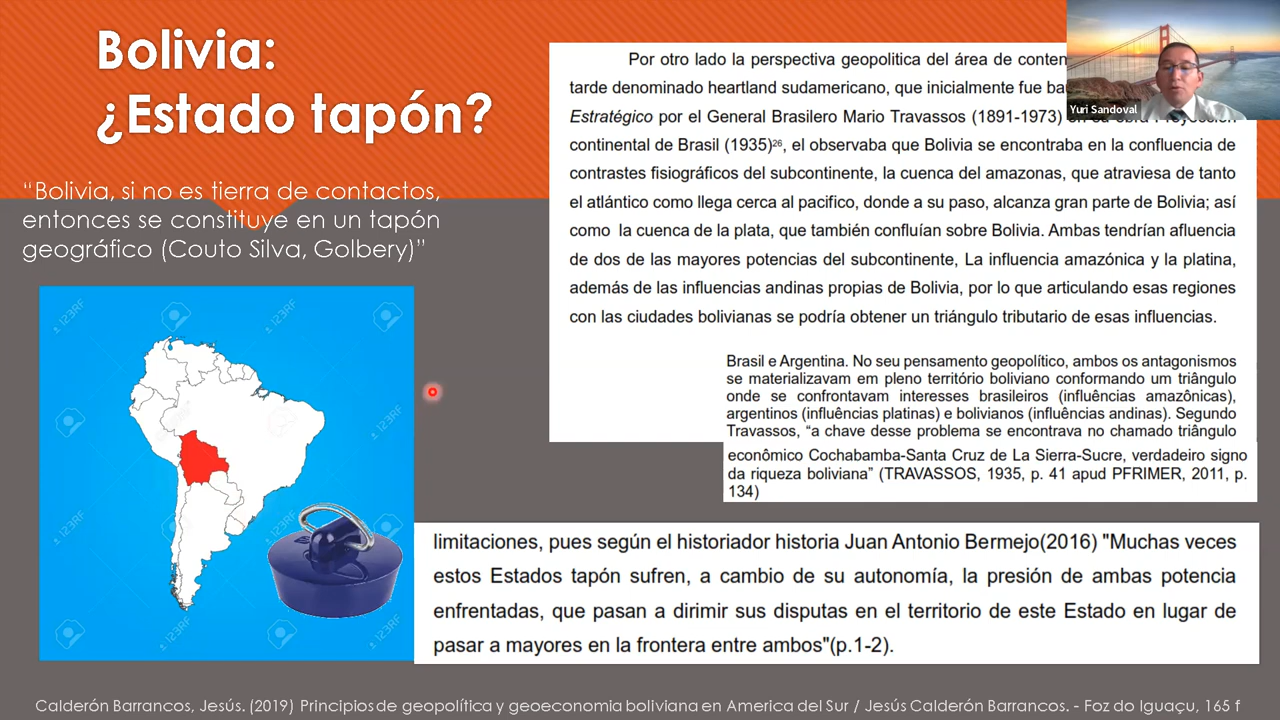 Bolivia:
¿Estado tapón?
“Bolivia, si no es tierra de contactos,
entonces se constituye en un tapón
geográfico (Couto Silva, Golbery)”
123RF
123RF
123RF
123RF
123RF
123RF
Por otro lado la perspectiva geopolitica del área de conten
tarde denominado heartland sudamericano, que inicialmente fue ba
Estratégico por el General Brasilero Mario Travassos (1891-1973)
continental de Brasil (1935)26, el observaba que Bolivia se encontraba en la confluencia de
contrastes fisiográficos del subcontinente, la cuenca del amazonas, que atraviesa de tanto
el atlántico como llega cerca al pacifico, donde a su paso, alcanza gran parte de Bolivia; así
como la cuenca de la plata, que también confluían sobre Bolivia. Ambas tendrían afluencia
de dos de las mayores potencias del subcontinente, La influencia amazónica y la platina,
además de las influencias andinas propias de Bolivia, por lo que articulando esas regiones
con las ciudades bolivianas se podría obtener un triángulo tributario de esas influencias.
Yuri Sandoval
Brasil e Argentina. No seu pensamento geopolítico, ambos os antagonismos
se materializavam em pleno território boliviano conformando um triângulo
onde se confrontavam interesses brasileiros (influências amazônicas),
argentinos (influências platinas) e bolivianos (influências andinas). Segundo
Travassos, “a chave desse problema se encontrava no chamado triângulo
econômico Cochabamba-Santa Cruz de La Sierra-Sucre, verdadeiro signo
da riqueza boliviana” (TRAVASSOS, 1935, p. 41 apud PFRIMER, 2011, p.
134)
limitaciones, pues según el historiador historia Juan Antonio Bermejo(2016) "Muchas veces
estos Estados tapón sufren, a cambio de su autonomía, la presión de ambas potencia
enfrentadas, que pasan a dirimir sus disputas en el territorio de este Estado en lugar de
pasar a mayores en la frontera entre ambos"(p.1-2).
Calderón Barrancos, Jesús. (2019) Principios de geopolítica y geoeconomia boliviana en America del Sur / Jesús Calderón Barrancos. - Foz do Iguaçu, 165 f